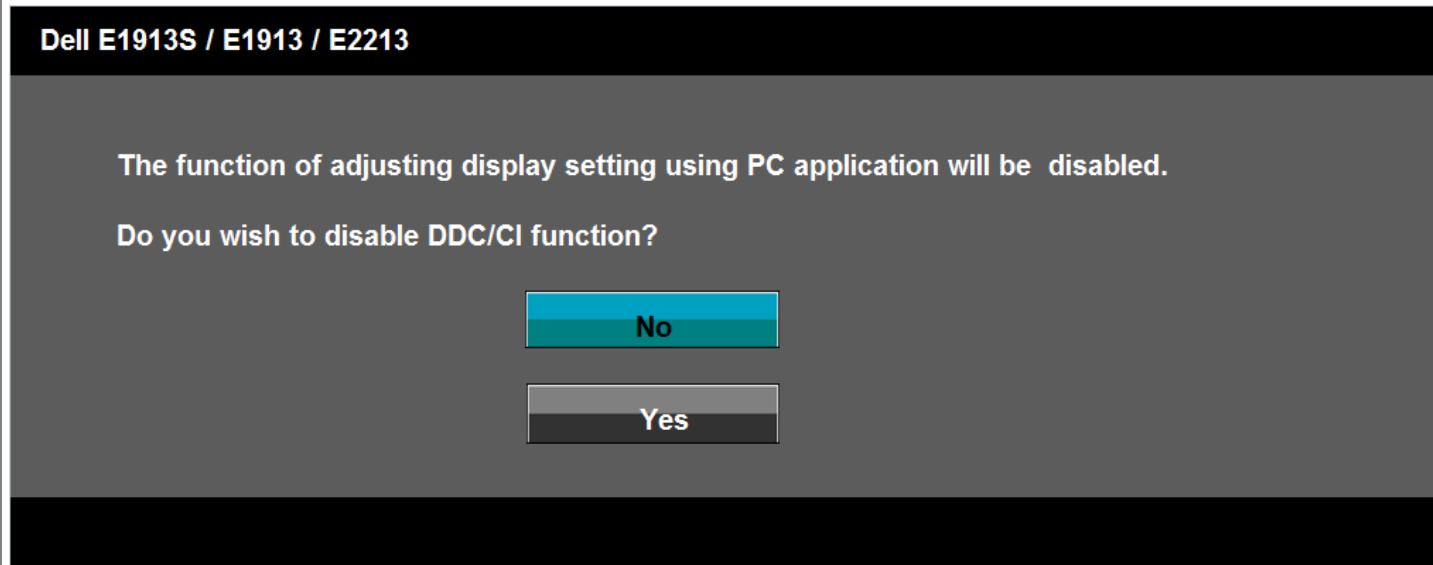 Dell E1913S / E1913 / E2213
The function of adjusting display setting using PC application will be  disabled.
Do you wish to disable DDC/CI function?
No
Yes